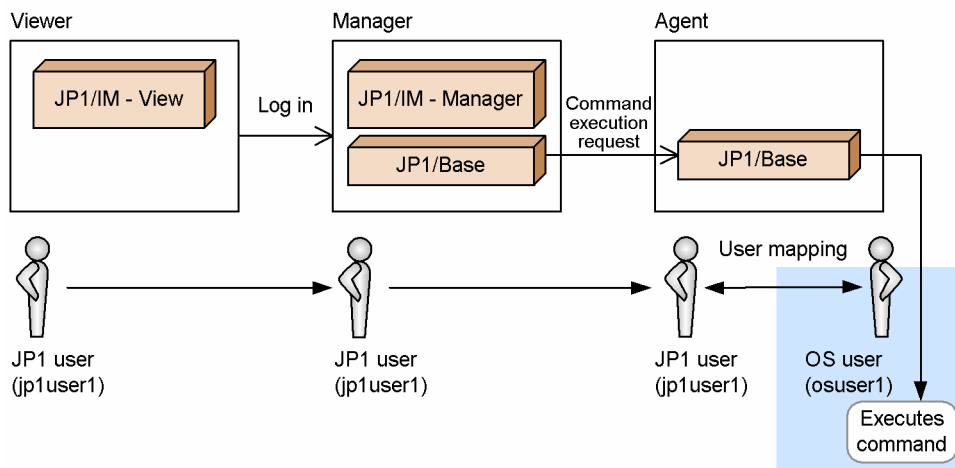 Viewer
Manager
Agent
JP1/IM - View
Log in
JP1/IM - Manager
JP1/Base
Command
execution
request
JP1/Base
User mapping
JP1 user
(jp1user1)
JP1 user
(jp1user1)
JP1 user
(jp1user1)
OS user
(osuser1)
Executes
command